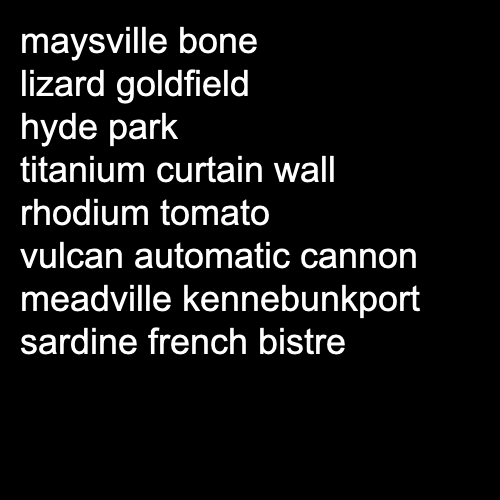 maysville bone
lizard goldfield
hyde park
titanium curtain wall
rhodium tomato
vulcan automatic cannon
meadville kennebunkport
sardine french bistre